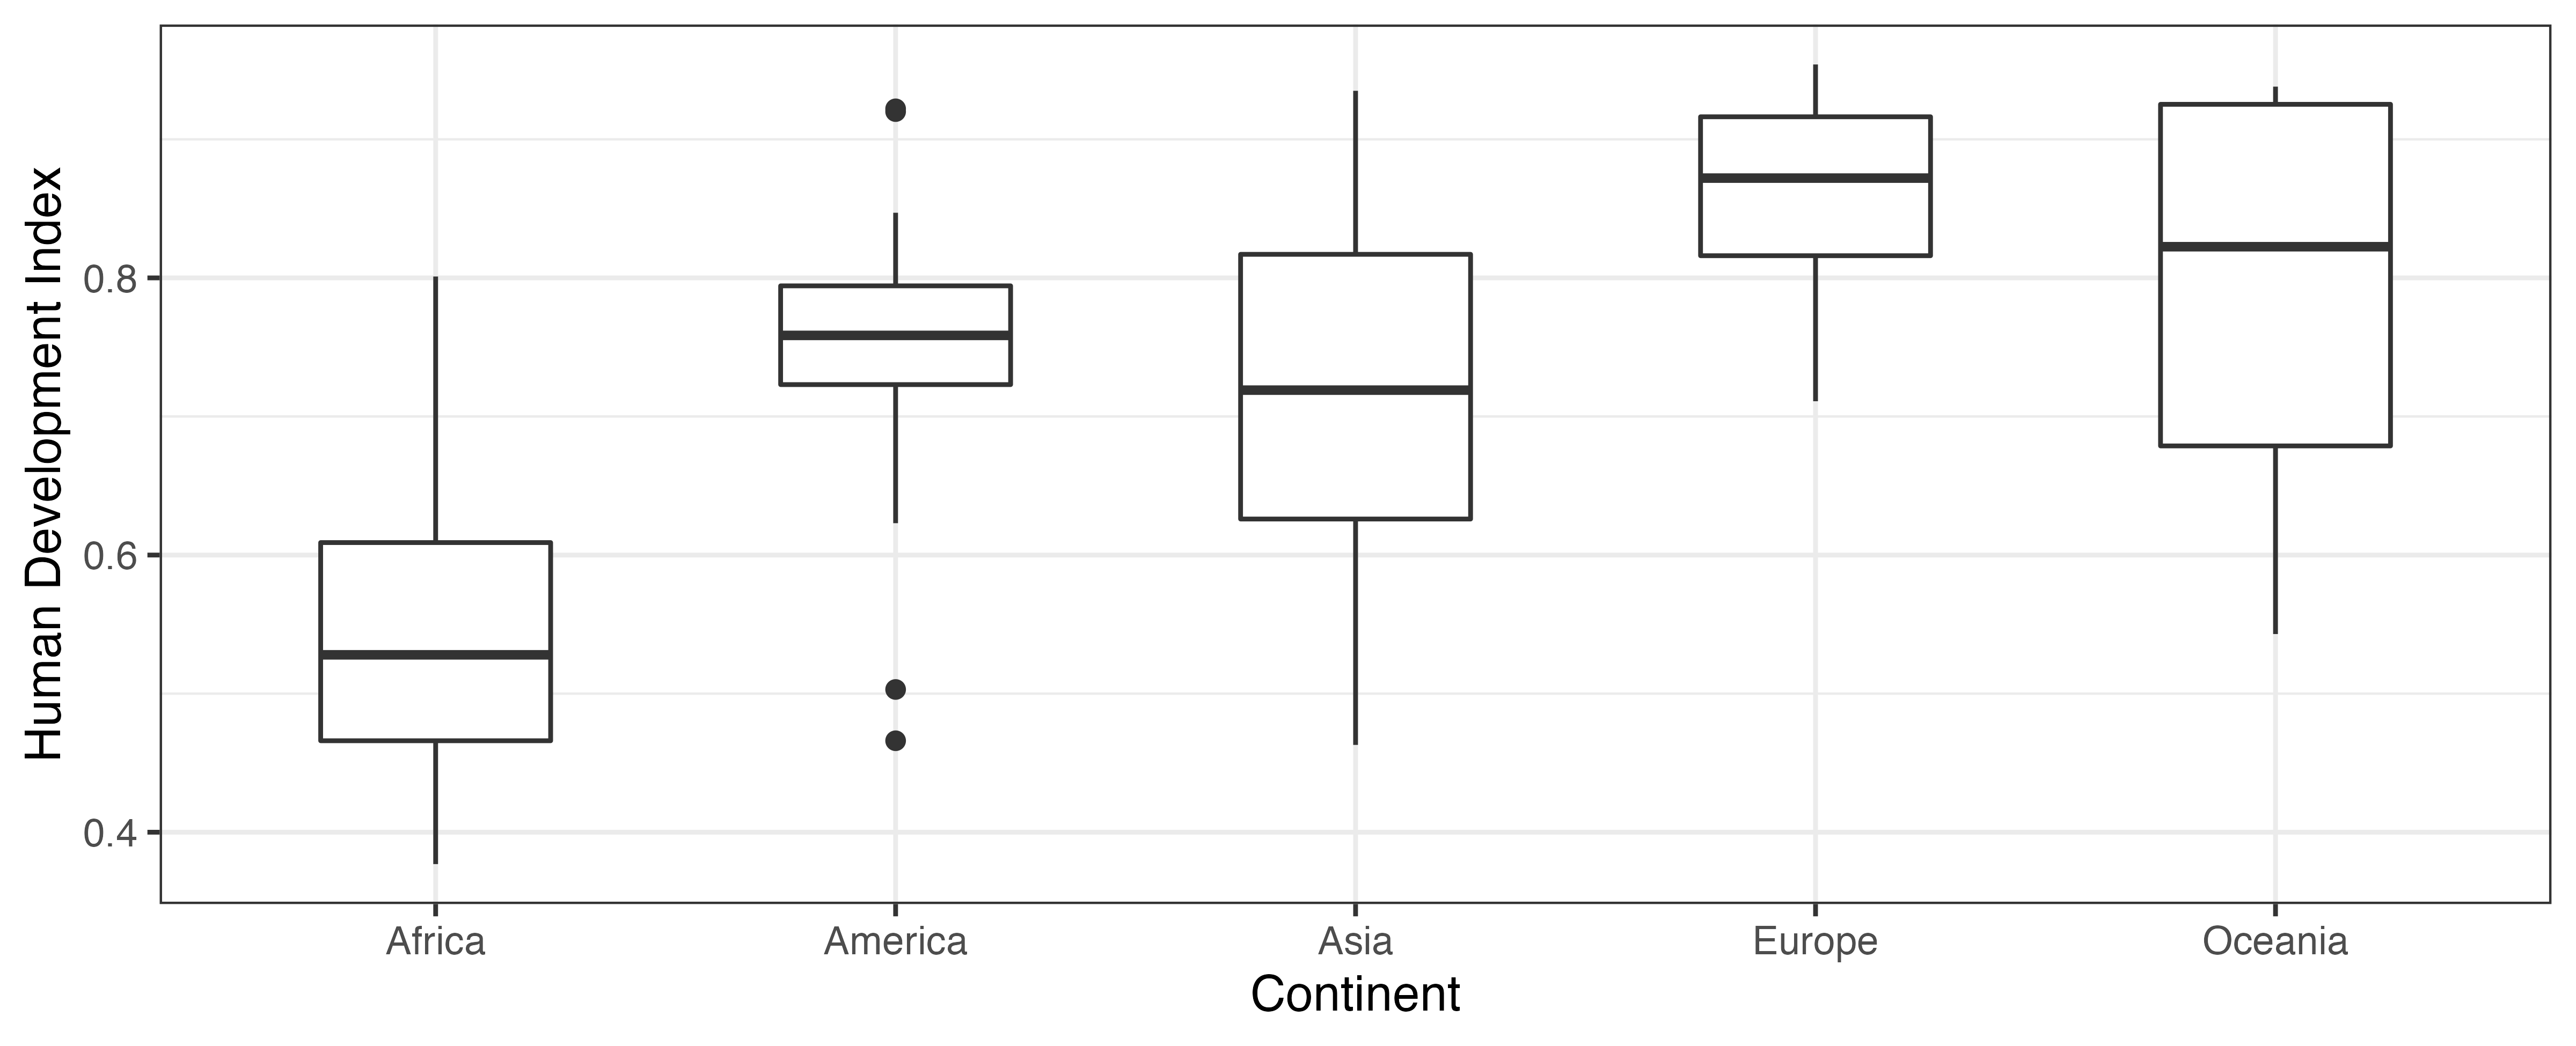 Human Development Index
0.8
0.6
0.4
Africa
America
Asia
Europe
Oceania
Continent